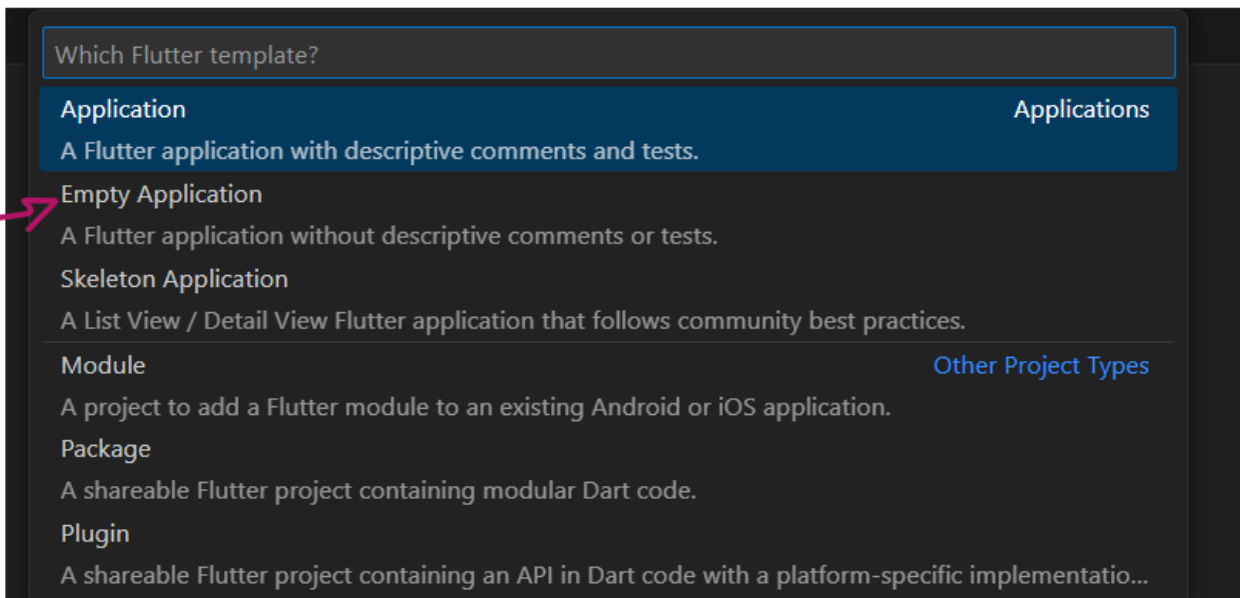 Which Flutter template?
Application Applications
A Flutter application with descriptive comments and tests.
Empty Application
A Flutter application without descriptive comments or tests.
Skeleton Application
A List View / Detail View Flutter application that follows community best practices.
Module Other Project Types
A project to add a Flutter module to an existing Android or iOS application.
Package
A shareable Flutter project containing modular Dart code.
Plugin
A shareable Flutter project containing an API in Dart code with a platform-specific implementatio...